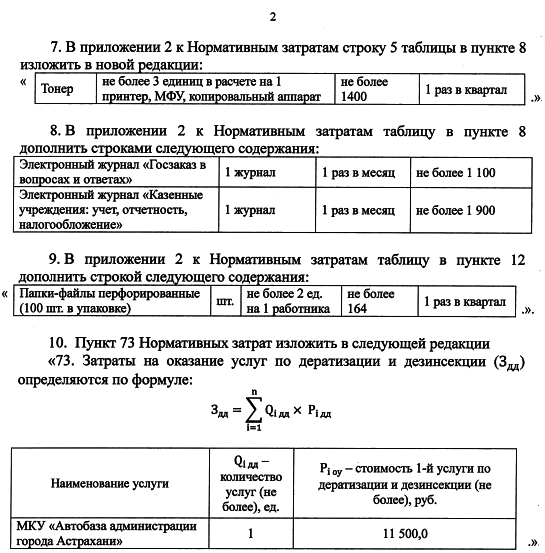 2
7. В приложении 2 к Нормативным затратам строку 5 таблицы в пункте 8
изложить в новой редакции:
« Тонер не более 3 единиц в расчете на 1 принтер, МФУ, копировальный аппарат не более 1400 1 раз в квартал .».
8. В приложении 2 к Нормативным затратам таблицу в пункте 8
дополнить строками следующего содержания:
Электронный журнал «Госзаказ в вопросах и ответах» 1 журнал 1 раз в месяц не более 1 100
Электронный журнал «Казенные учреждения: учет, отчетность, налогообложение» 1 журнал 1 раз в месяц не более 1 900
9. В приложении 2 к Нормативным затратам таблицу в пункте 12
дополнить строкой следующего содержания:
« Папки-файлы перфорированные (100 шт. в упаковке) шт. не более 2 ед. на 1 работника не более 164 1 раз в квартал .».
10. Пункт 73 Нормативных затрат изложить в следующей редакции
«73. Затраты на оказание услуг по дератизации и дезинсекции (Здд)
определяются по формуле:
n
Здд = ∑ Qi дд × Pi дд
i=1
Наименование услуги Qi дд – количество услуг (не более), ед. Pi оу – стоимость 1-й услуги по дератизации и дезинсекции (не более), руб.
МКУ «Автобаза администрации города Астрахани» 1 11 500,0